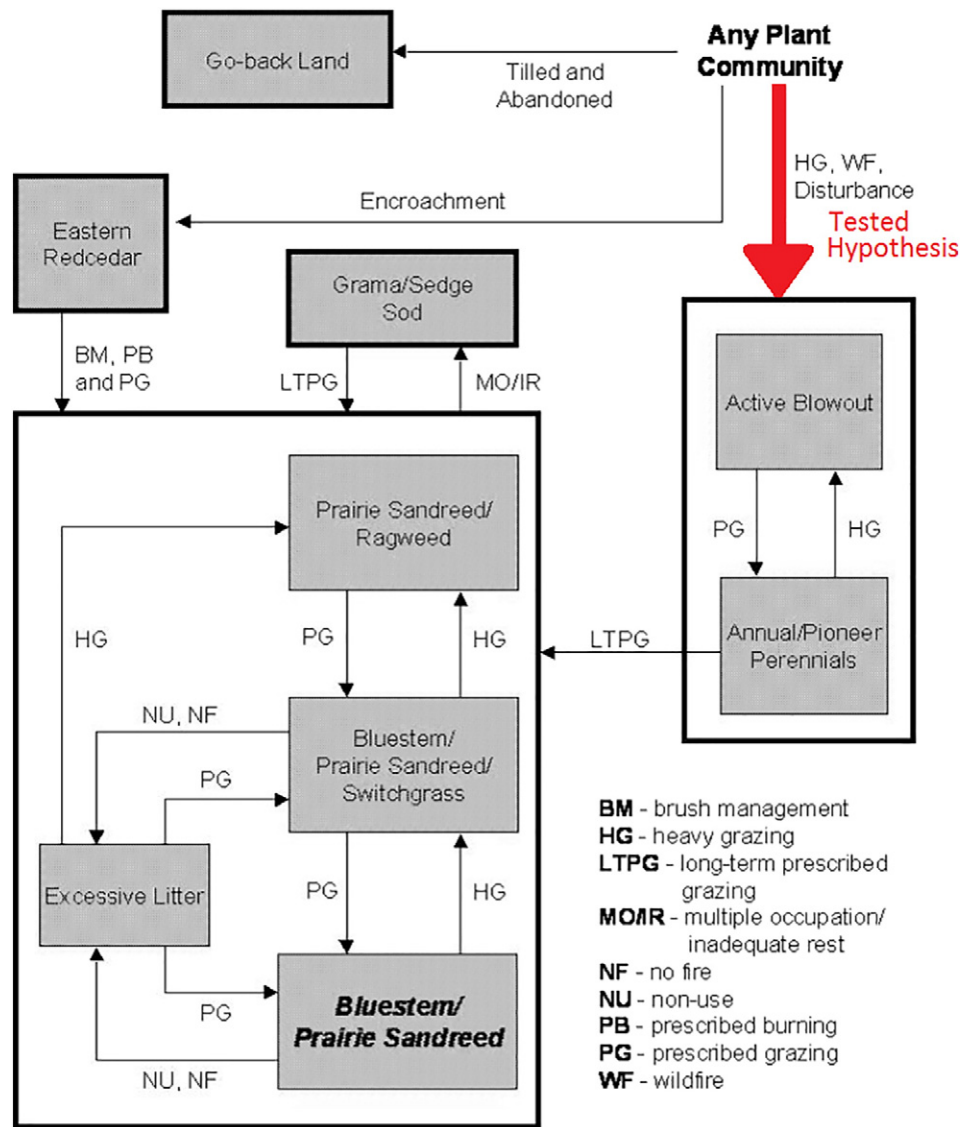 Go-back Land
Tilled and
Abandoned
Any Plant
Community
HG, WF,
Disturbance
Tested
Hypothesis
Encroachment
Eastern
Redcedar
Grama/Sedge
Sod
BM, PB
and PG
LTPG
MO/IR
Active Blowout
PG
HG
Annual/Pioneer
Perennials
LTPG
Prairie Sandreed/
Ragweed
HG
PG
HG
NU, NF
Bluestem/
Prairie Sandreed/
Switchgrass
PG
Excessive Litter
PG
HG
PG
Bluestem/
Prairie Sandreed
NU, NF
BM - brush management
HG - heavy grazing
LTPG - long-term prescribed
grazing
MO/IR - multiple occupation/
inadequate rest
NF - no fire
NU - non-use
PB - prescribed burning
PG - prescribed grazing
WF - wildfire